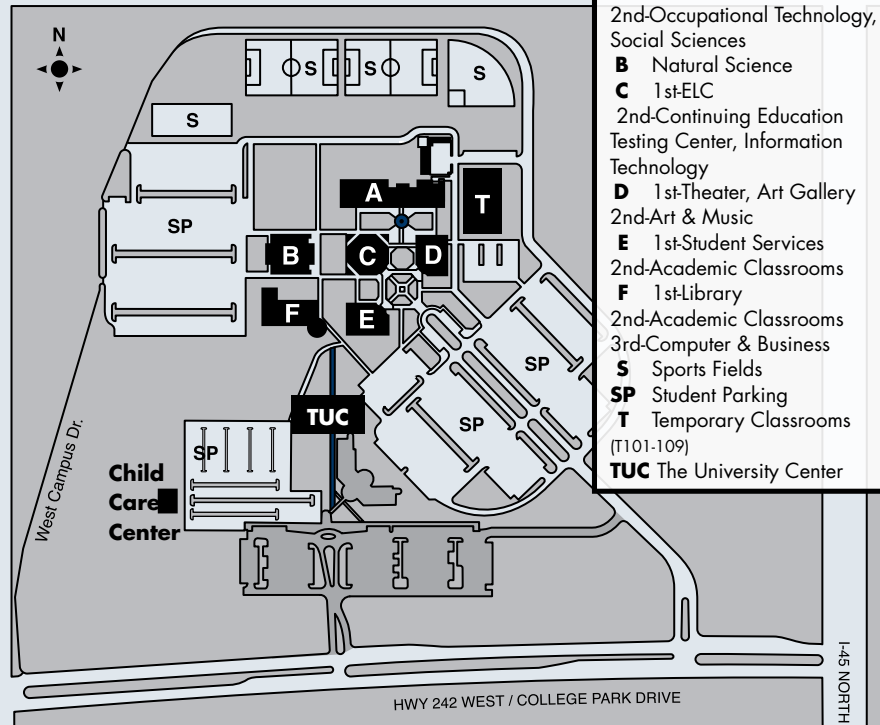 N
S
S
S
S
A
T
SP
B
C
D
F
E
SP
SP
TUC
SP
Child
Care
Center
West Campus Dr.
HWY 242 WEST / COLLEGE PARK DRIVE
I-45 NORTH
2nd-Occupational Technology,
Social Sciences
B Natural Science
C 1st-ELC
2nd-Continuing Education
Testing Center, Information
Technology
D 1st-Theater, Art Gallery
2nd-Art & Music
E 1st-Student Services
2nd-Academic Classrooms
F 1st-Library
2nd-Academic Classrooms
3rd-Computer & Business
S Sports Fields
SP Student Parking
T Temporary Classrooms
(T101-109)
TUC The University Center